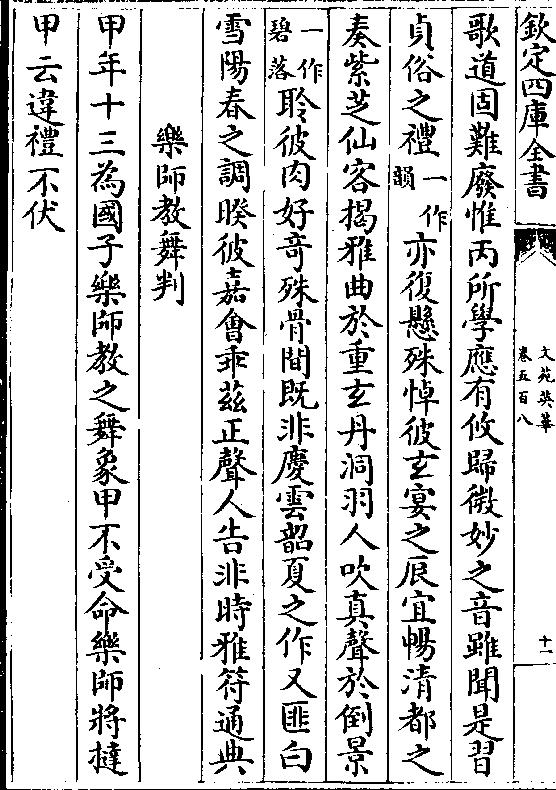 欽定四庫全書
文苑英華
卷五百八
十一
歌道固難廢惟丙所學應有攸歸微妙之音雖聞是習
貞俗之禮一作韻亦復懸殊悼彼玄宴之辰宜暢清都之
奏紫芝仙客揭雅曲於重玄丹洞羽人吹真聲於倒景
一作碧落聆彼肉好奇殊骨間既非慶雲韶夏之作又匪白
雪陽春之調暌彼嘉會乖茲正聲人告非時雅符通典
樂師教舞判
甲年十三為國子樂師教之舞象甲不受命樂師將撻
甲云違禮不伏